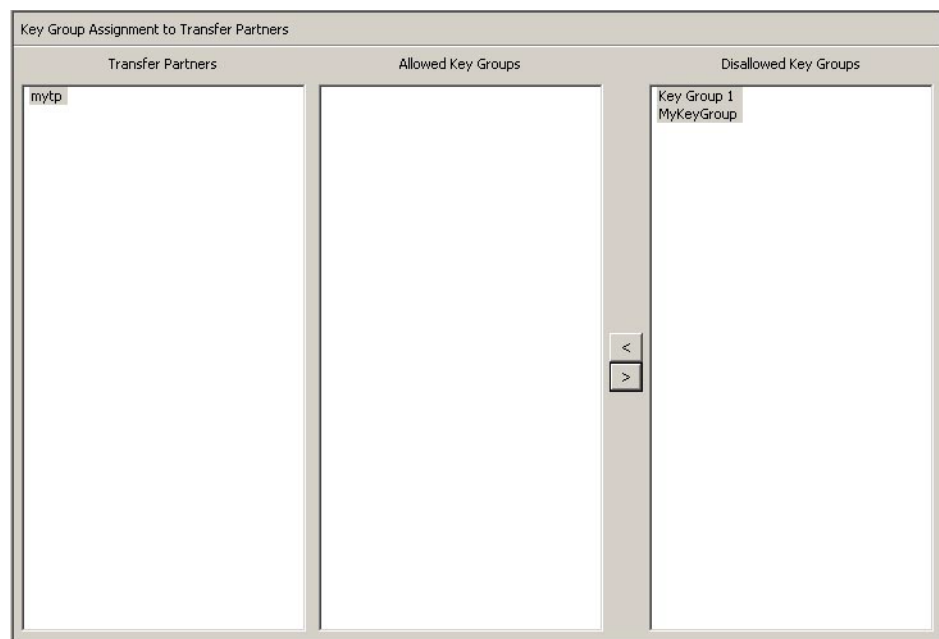 Key Group Assignment to Transfer Partners
Transfer Partners
Allowed Key Groups
Disallowed Key Groups
mytp
Key Group 1
MyKeyGroup
<
>